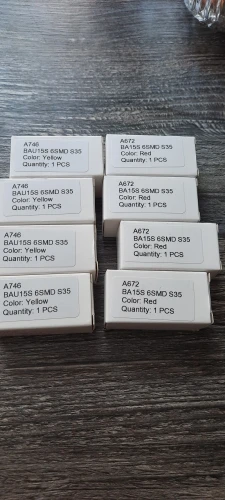 A746
BAU15S 6SMD S35
Color: Yellow
Quantity: 1 PCS
A672
BA15S 6SMD S35
Color: Red
Quantity: 1 PCS
A746
BAU15S 6SMD S35
Color: Yellow
Quantity: 1 PCS
A672
BA15S 6SMD S35
Color: Red
Quantity: 1 PCS
A746
BAU15S 6SMD S35
Color: Yellow
Quantity: 1 PCS
A672
BA15S 6SMD S35
Color: Red
Quantity: 1 PCS
A746
BAU15S 6SMD S35
Color: Yellow
Quantity: 1 PCS
A672
BA15S 6SMD S35
Color: Red
Quantity: 1 PCS